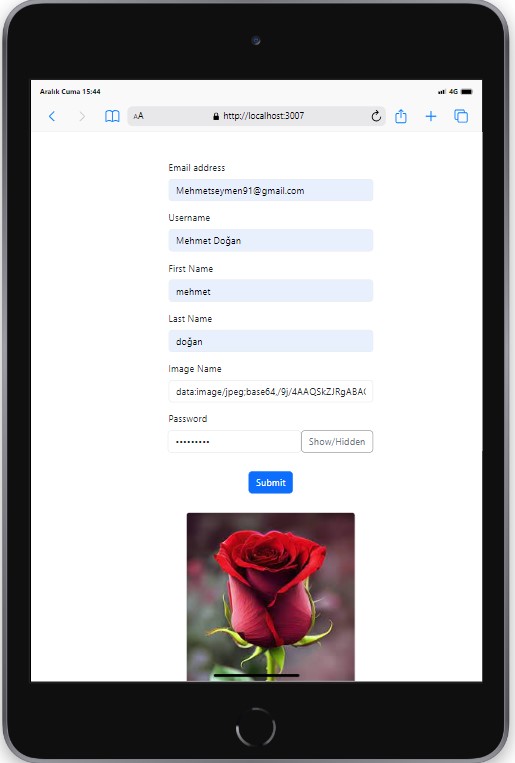 Aralık Cuma 15:44
4G
AA
http://localhost:3007
Email address
Mehmetseymen91@gmail.com
Username
Mehmet Doğan
First Name
mehmet
Last Name
doğan
Image Name
data:image/jpeg;base64,/9j/4AAQSkZJRgABA
Password
•••••••••
Show/Hidden
Submit